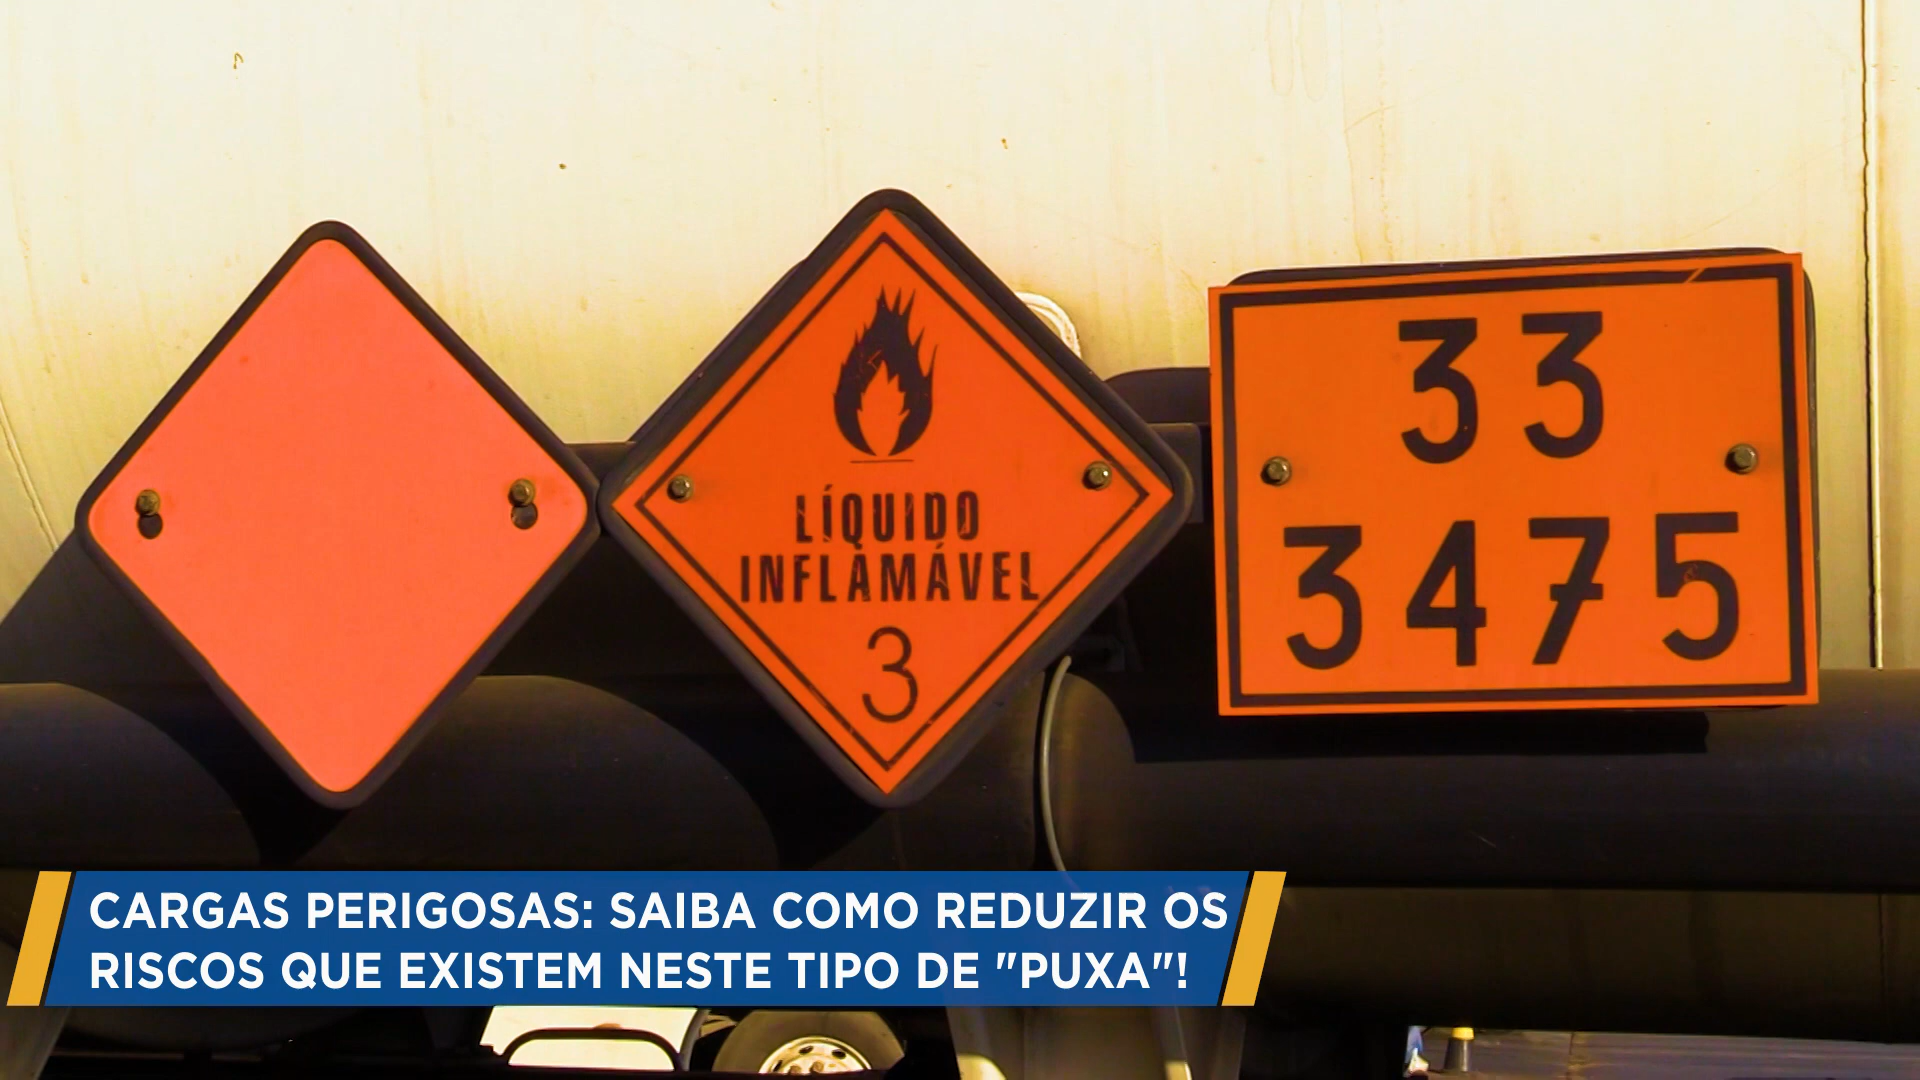 LÍQUIDO
INFLAMÁVEL
3
33
3475
CARGAS PERIGOSAS: SAIBA COMO REDUZIR OS
RISCOS QUE EXISTEM NESTE TIPO DE "PUXA"!